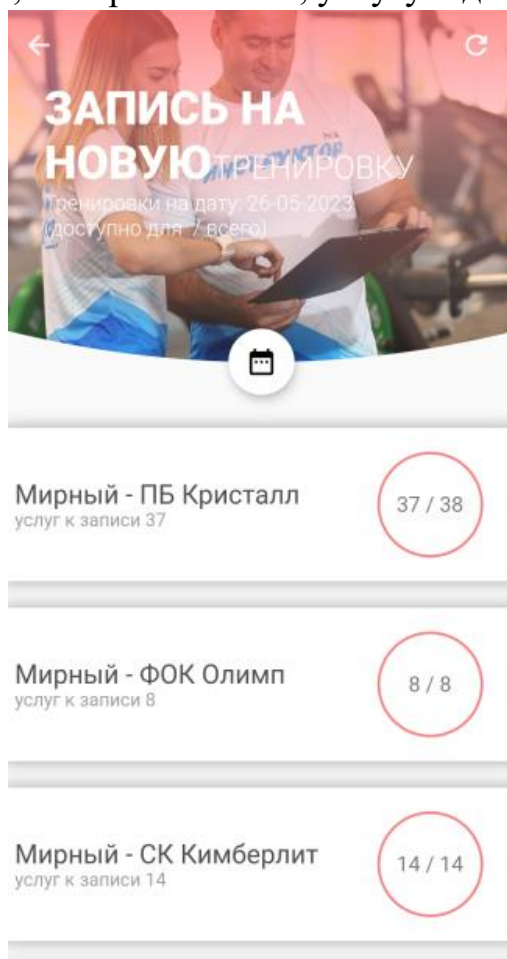 ЗАПИСЬ НА
НОВУЮ ТРЕНИРОВКУ
Тренировки на дату: 26-05-2023
(доступно для / всего)
ИНСТРУКТОР
Мирный - ПБ Кристалл
услуг к записи 37
37 / 38
Мирный - ФОК Олимп
услуг к записи 8
8 / 8
Мирный - СК Кимберлит
услуг к записи 14
14 / 14